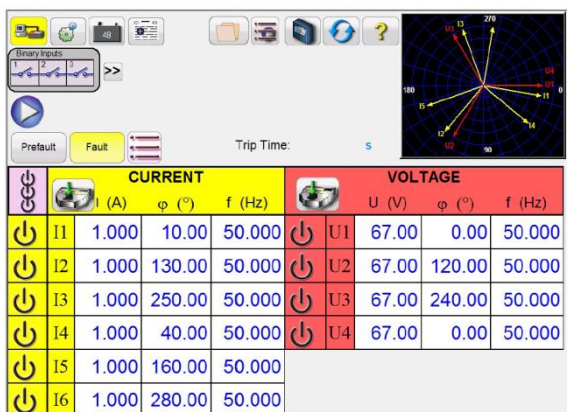 48
?
Binary Inputs
1 2 3
>>
Prefault Fault Trip Time: s
270
I3
U3
180
U4
U1
0
I1
I5
I4
I2
U2
90
CURRENT VOLTAGE
I (A) φ (°) f (Hz) U (V) φ (°) f (Hz)
I1 1.000 10.00 50.000 U1 67.00 0.00 50.000
I2 1.000 130.00 50.000 U2 67.00 120.00 50.000
I3 1.000 250.00 50.000 U3 67.00 240.00 50.000
I4 1.000 40.00 50.000 U4 67.00 0.00 50.000
I5 1.000 160.00 50.000
I6 1.000 280.00 50.000